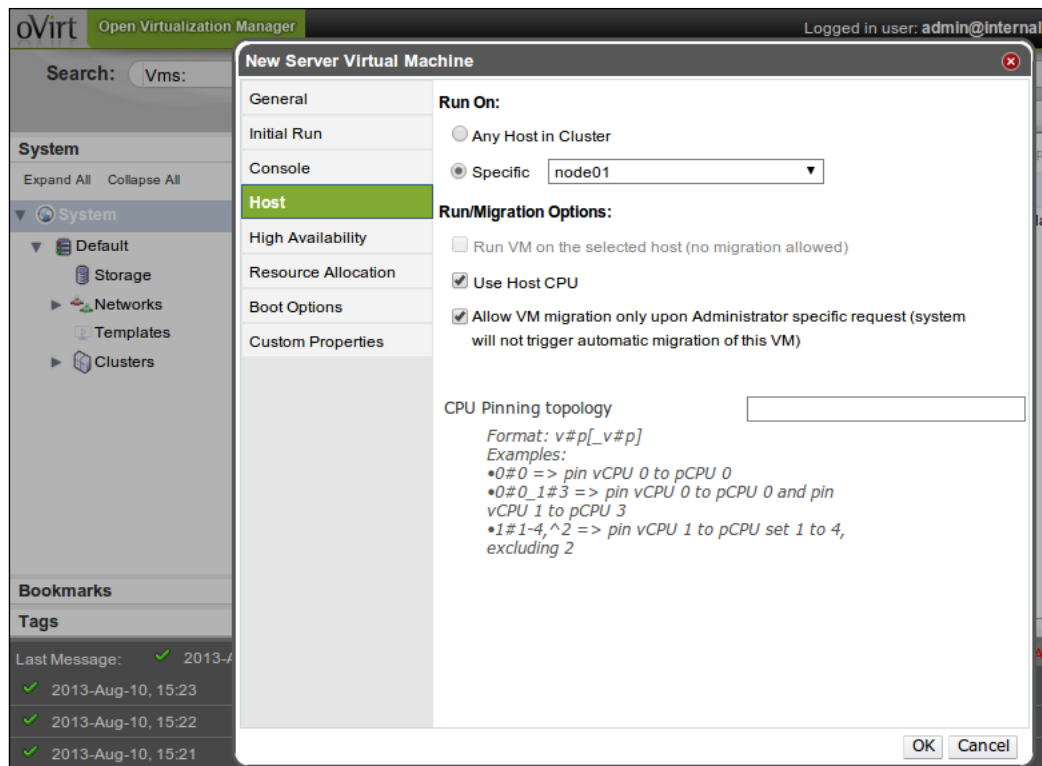 oVirt
Open Virtualization Manager
Logged in user: admin@internal
Search:
Vms:
System
Expand All Collapse All
System
Default
Storage
Networks
Templates
Clusters
Bookmarks
Tags
Last Message:
2013-A
2013-Aug-10, 15:23
2013-Aug-10, 15:22
2013-Aug-10, 15:21
New Server Virtual Machine
General
Initial Run
Console
Host
High Availability
Resource Allocation
Boot Options
Custom Properties
Run On:
Any Host in Cluster
Specific
node01
Run/Migration Options:
Run VM on the selected host (no migration allowed)
Use Host CPU
Allow VM migration only upon Administrator specific request (system
will not trigger automatic migration of this VM)
CPU Pinning topology
Format: v#p[_v#p]
Examples:
•0#0 => pin vCPU 0 to pCPU 0
•0#0_1#3 => pin vCPU 0 to pCPU 0 and pin
vCPU 1 to pCPU 3
•1#1-4,^2 => pin vCPU 1 to pCPU set 1 to 4,
excluding 2
OK
Cancel